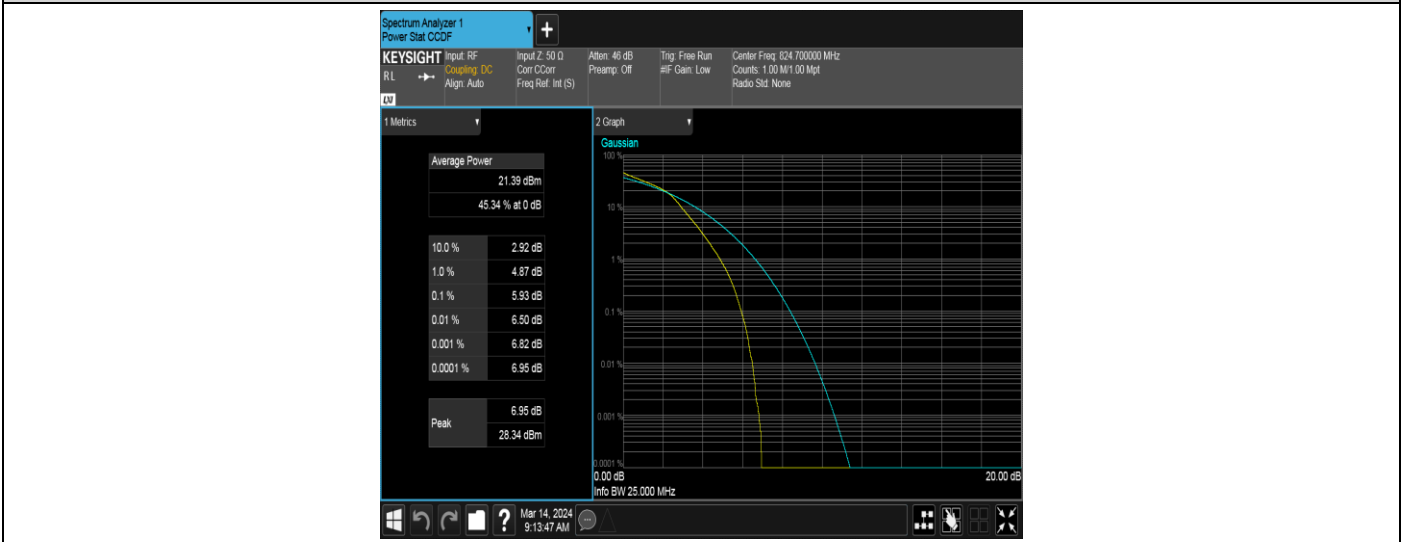 Spectrum Analyzer 1
Power Stat CCDF
+
KEYSIGHT Input: RF Input Z: 50 Ω Atten: 46 dB Trig: Free Run Center Freq: 824.700000 MHz
RL Coupling: DC Corr CCorr Preamp: Off #IF Gain: Low Counts: 1.00 M/1.00 Mpt
Align: Auto Freq Ref: Int (S) Radio Std: None
LXI
1 Metrics
Average Power
21.39 dBm
45.34 % at 0 dB
10.0 % 2.92 dB
1.0 % 4.87 dB
0.1 % 5.93 dB
0.01 % 6.50 dB
0.001 % 6.82 dB
0.0001 % 6.95 dB
Peak
6.95 dB
28.34 dBm
2 Graph
Gaussian
100 %
10 %
1 %
0.1 %
0.01 %
0.001 %
0.0001 %
0.00 dB 20.00 dB
Info BW 25.000 MHz
?
Mar 14, 2024
9:13:47 AM